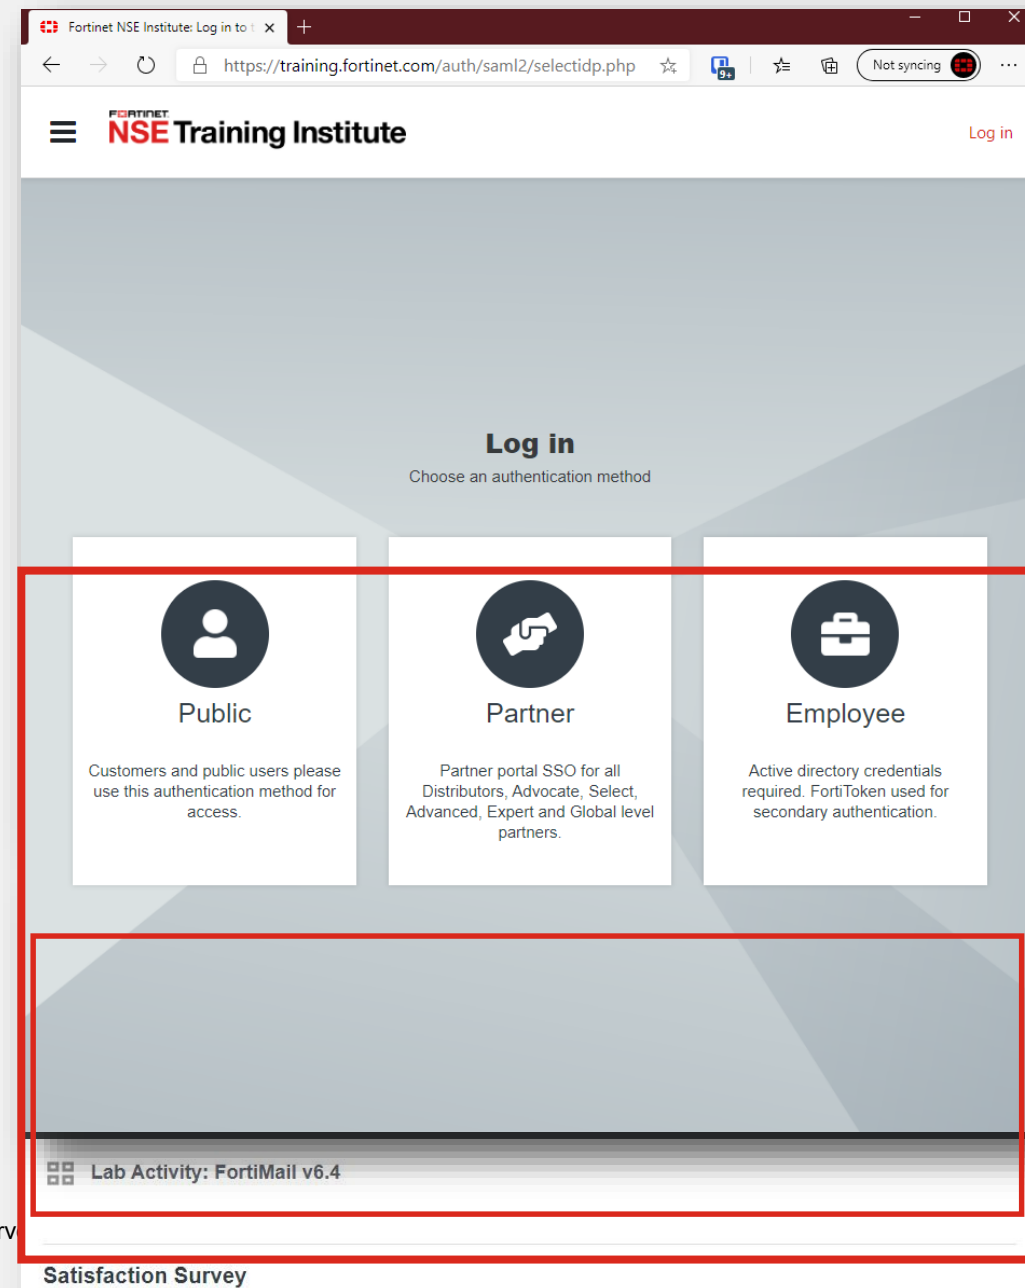 Fortinet NSE Institute: Log in to t
https://training.fortinet.com/auth/saml2/selectidp.php
9+
Not syncing
FORTINET
NSE Training Institute
Log in
Log in
Choose an authentication method
Public
Customers and public users please
use this authentication method for
access.
Partner
Partner portal SSO for all
Distributors, Advocate, Select,
Advanced, Expert and Global level
partners.
Employee
Active directory credentials
required. FortiToken used for
secondary authentication.
Lab Activity: FortiMail v6.4
Satisfaction Survey